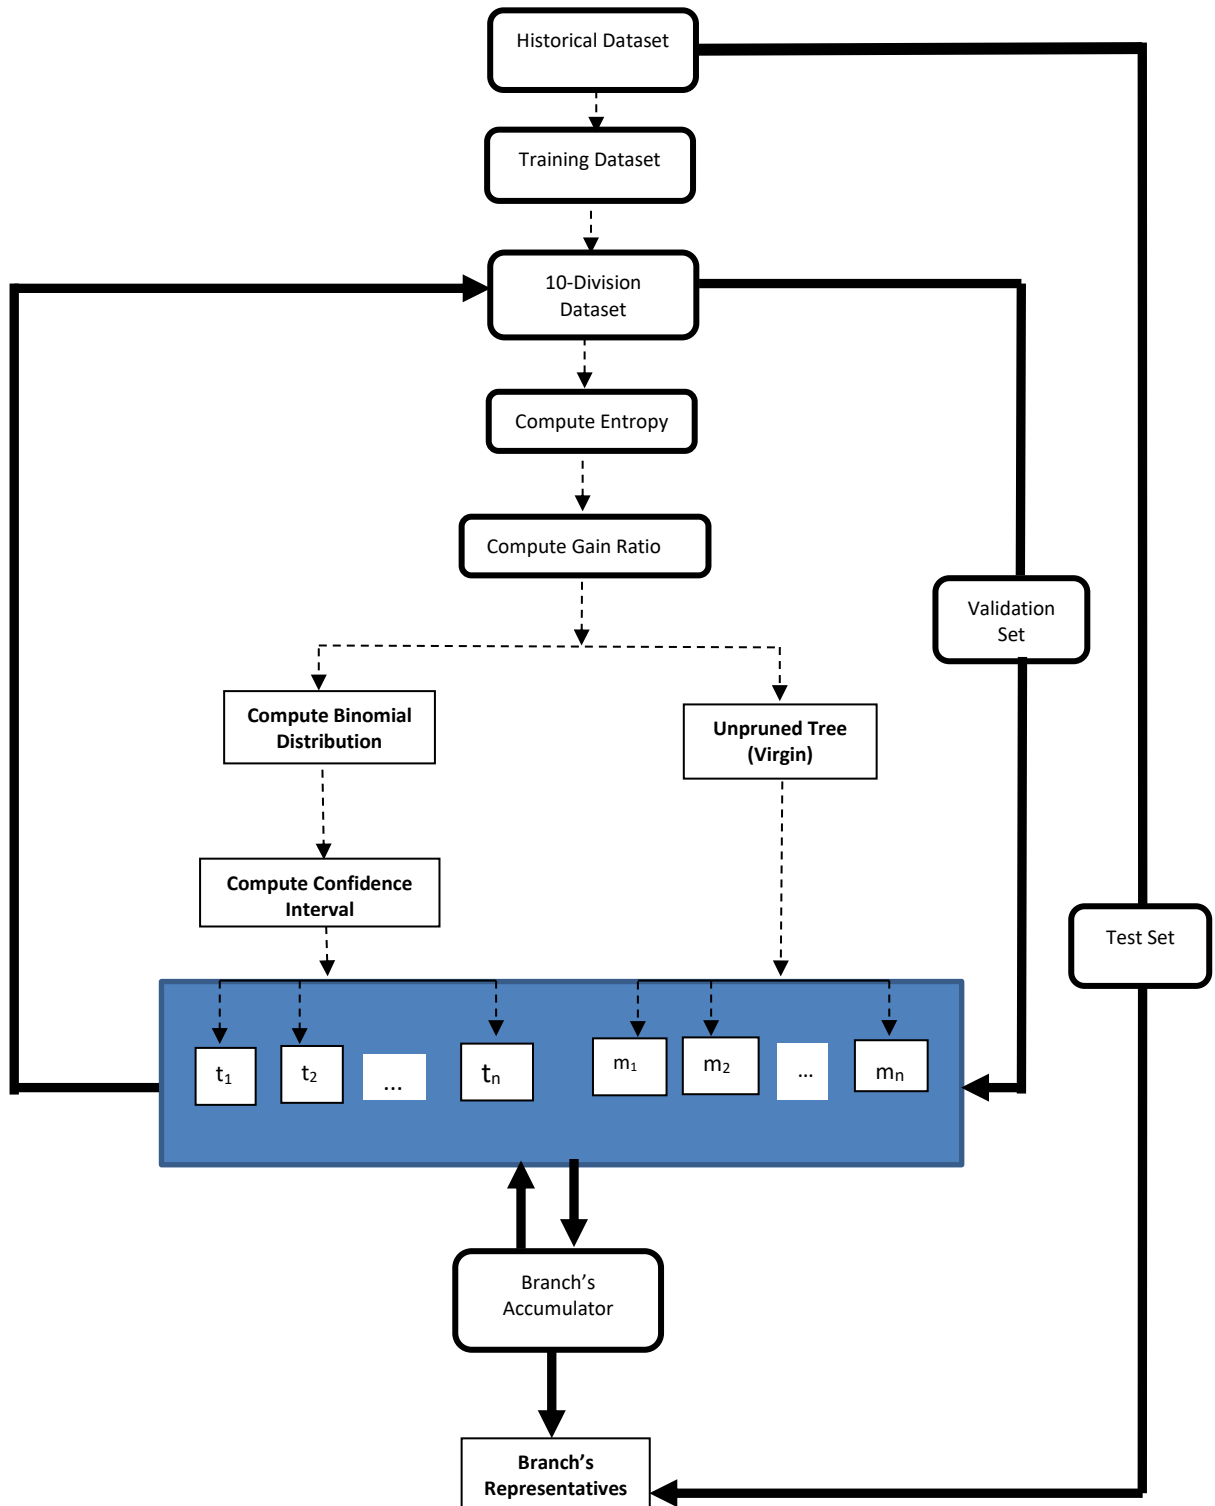 Historical Dataset
Training Dataset
10-Division
Dataset
Compute Entropy
Compute Gain Ratio
Validation
Set
Compute Binomial
Distribution
Unpruned Tree
(Virgin)
Compute Confidence
Interval
Test Set
t1
t2
...
tn
m1
m2
...
mn
Branch’s
Accumulator
Branch’s
Representatives